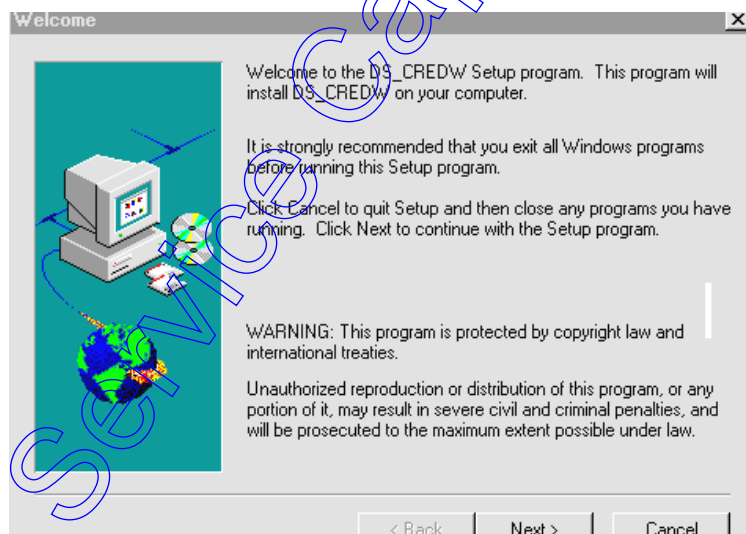 Welcome
Welcome to the DS_CREDW Setup program. This program will
install DS_CREDW on your computer.
It is strongly recommended that you exit all Windows programs
before running this Setup program.
Click Cancel to quit Setup and then close any programs you have
running. Click Next to continue with the Setup program.
WARNING: This program is protected by copyright law and
international treaties.
Unauthorized reproduction or distribution of this program, or any
portion of it, may result in severe civil and criminal penalties, and
will be prosecuted to the maximum extent possible under law.
< Back Next > Cancel
Service Ca